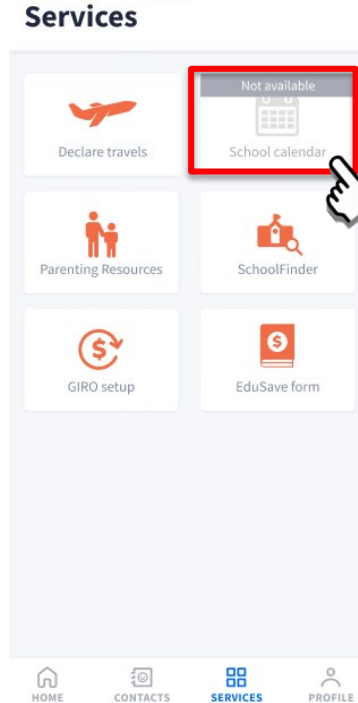 Services
Not available
Declare travels
School calendar
Parenting Resources
SchoolFinder
GIRO setup
EduSave form
HOME
CONTACTS
SERVICES
PROFILE